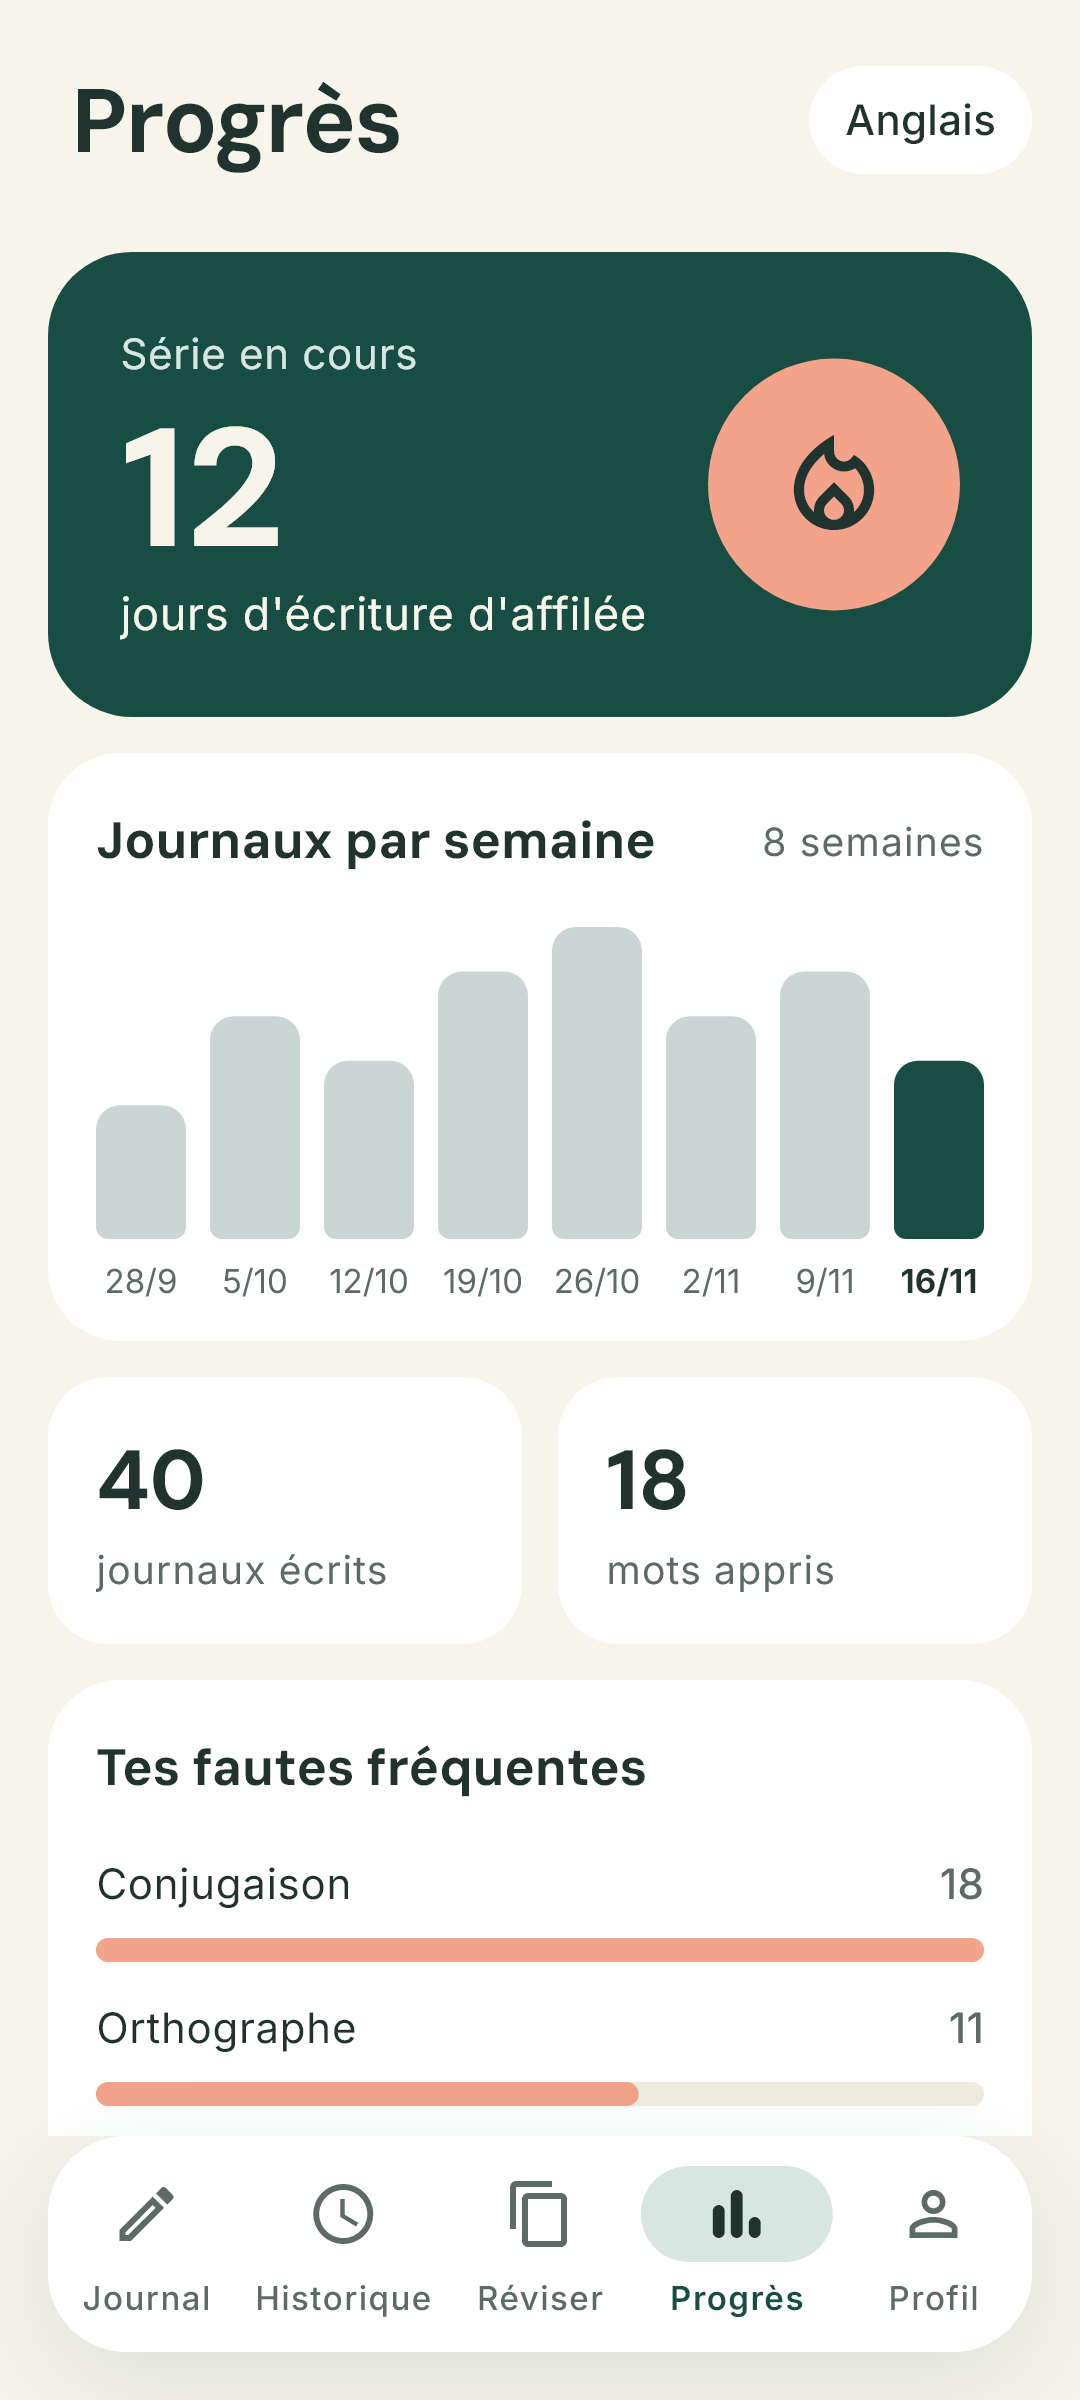 Progrès
Anglais
Série en cours
12
jours d'écriture d'affilée
Journaux par semaine
8 semaines
28/9 5/10 12/10 19/10 26/10 2/11 9/11 16/11
40
journaux écrits
18
mots appris
Tes fautes fréquentes
Conjugaison 18
Orthographe 11
Journal Historique Réviser Progrès Profil